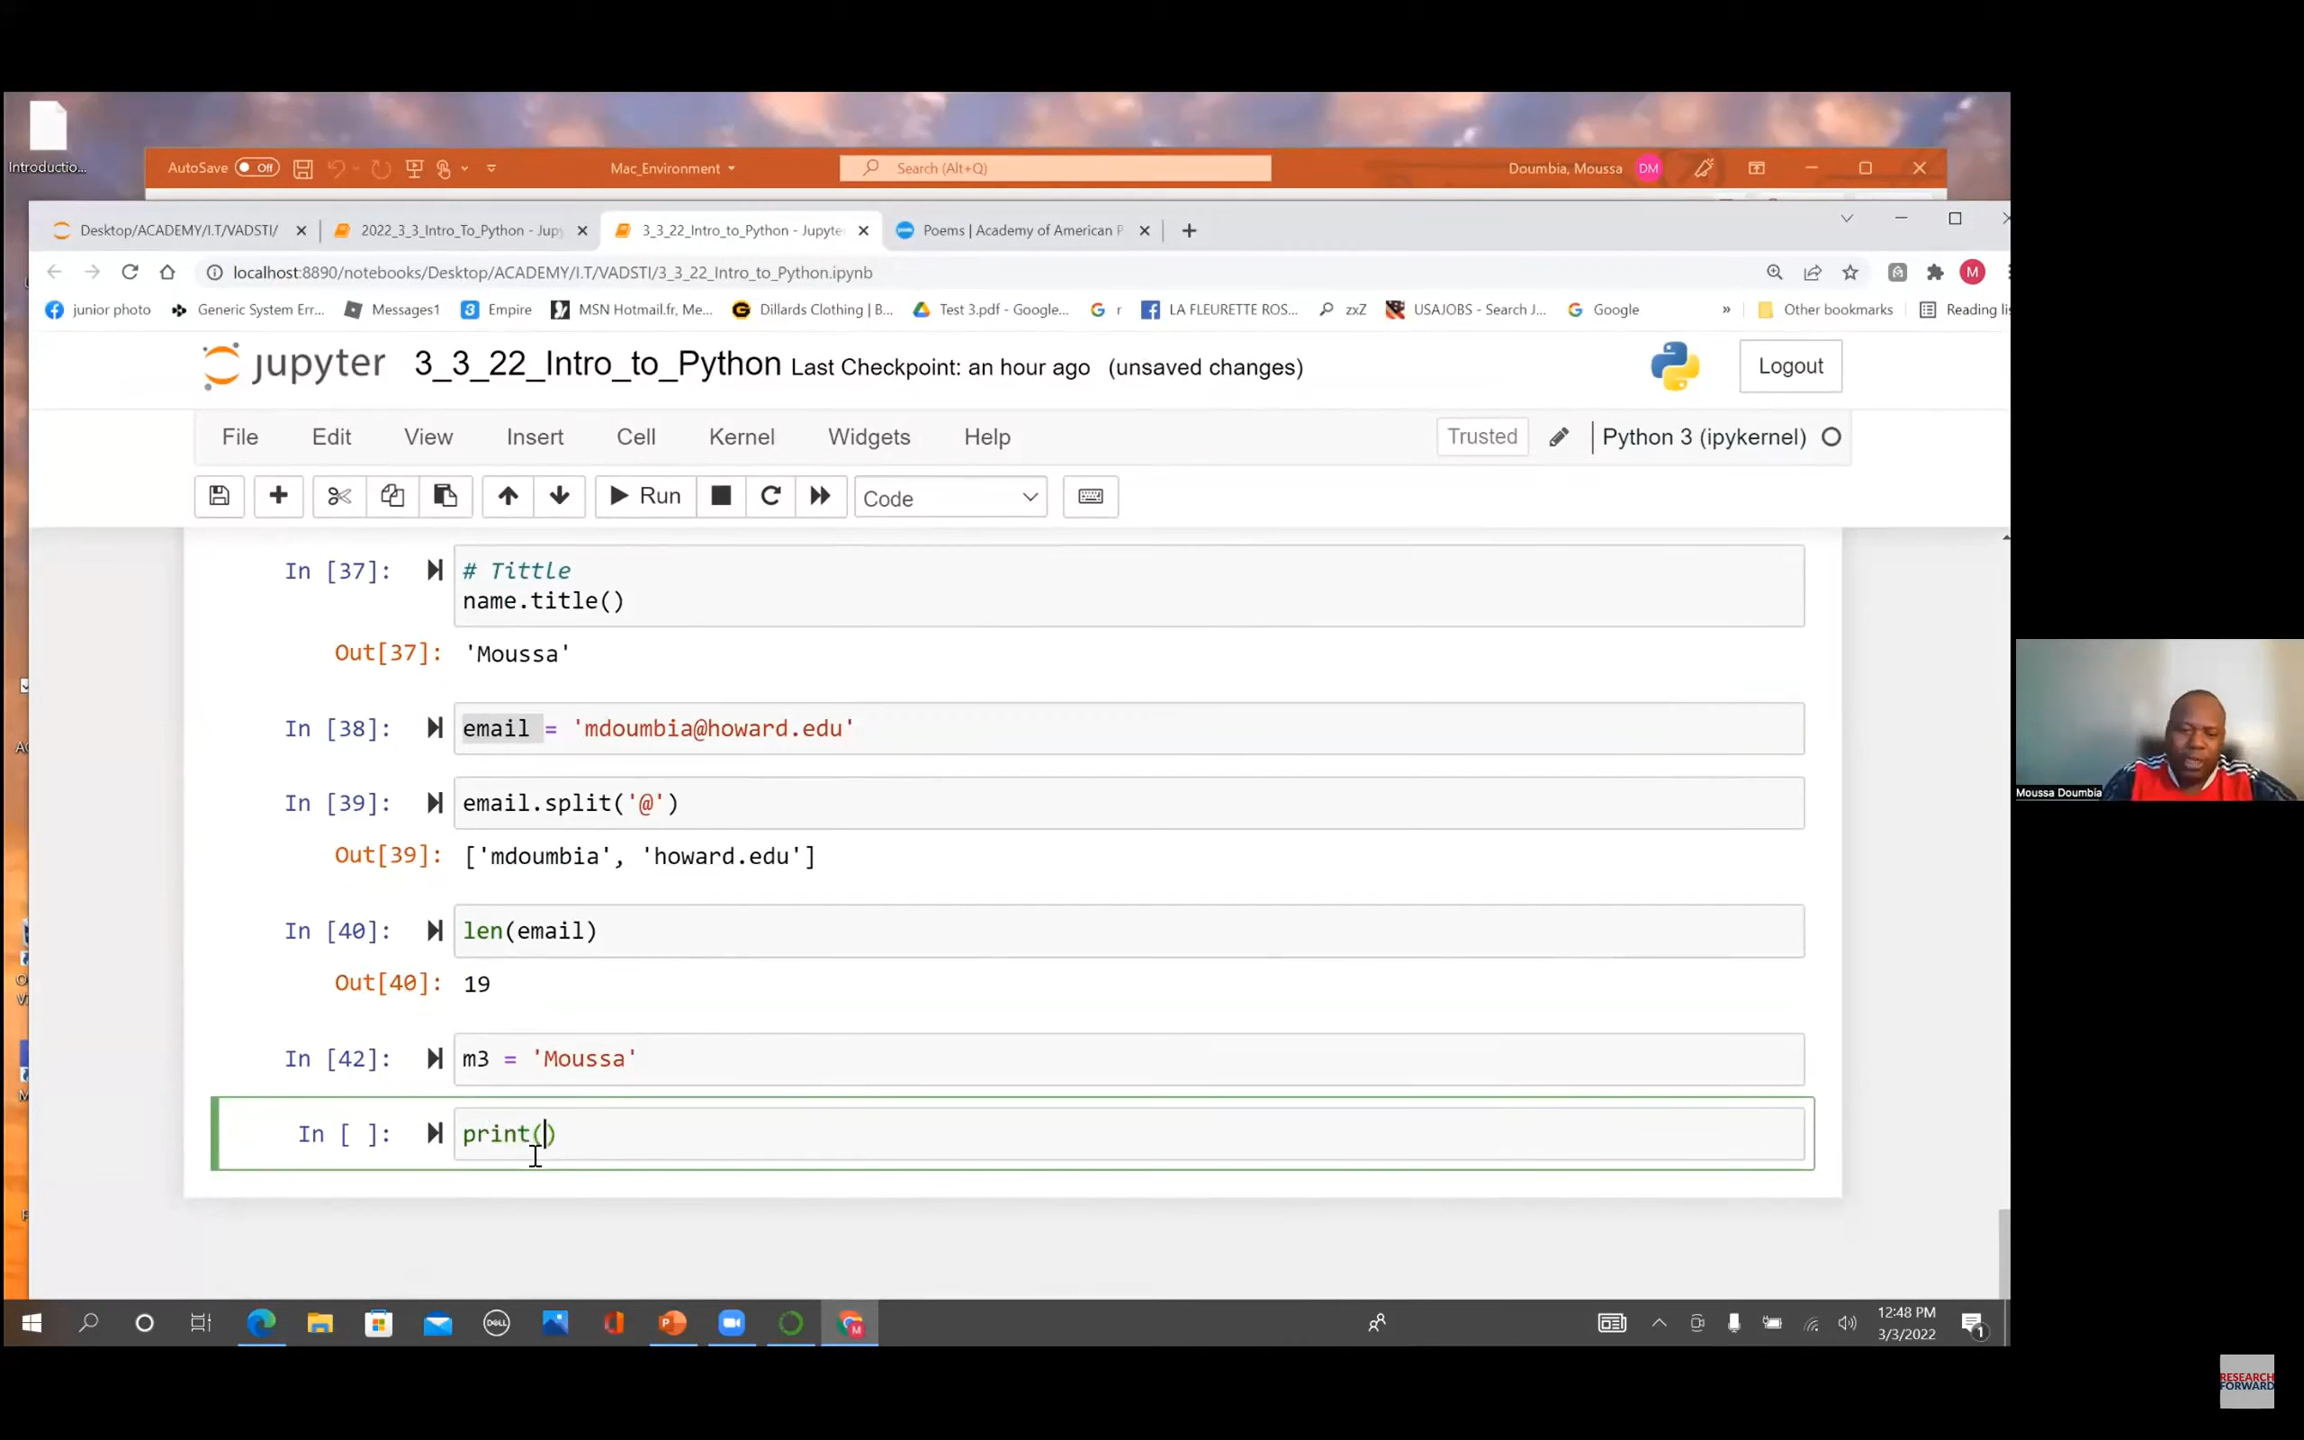 Introductio...
AutoSave Off
Mac_Environment
Search (Alt+Q)
Doumbia, Moussa DM
Desktop/ACADEMY/I.T/VADSTI/
2022_3_3_Intro_To_Python - Jup
3_3_22_Intro_to_Python - Jupyte
Poems | Academy of American P
localhost:8890/notebooks/Desktop/ACADEMY/I.T/VADSTI/3_3_22_Intro_to_Python.ipynb
M
junior photo
Generic System Err...
Messages1
Empire
MSN Hotmail.fr, Me...
Dillards Clothing | B...
Test 3.pdf - Google...
r
LA FLEURETTE ROS...
zxZ
USAJOBS - Search J...
Google
»
Other bookmarks
Reading lis
jupyter 3_3_22_Intro_to_Python Last Checkpoint: an hour ago (unsaved changes)
Logout
File Edit View Insert Cell Kernel Widgets Help
Trusted
Python 3 (ipykernel)
Run
Code
In [37]: # Tittle
name.title()
Out[37]: 'Moussa'
In [38]: email = 'mdoumbia@howard.edu'
In [39]: email.split('@')
Out[39]: ['mdoumbia', 'howard.edu']
In [40]: len(email)
Out[40]: 19
In [42]: m3 = 'Moussa'
In [ ]: print()
Moussa Doumbia
DELL
12:48 PM
3/3/2022
1
RESEARCH
FORWARD